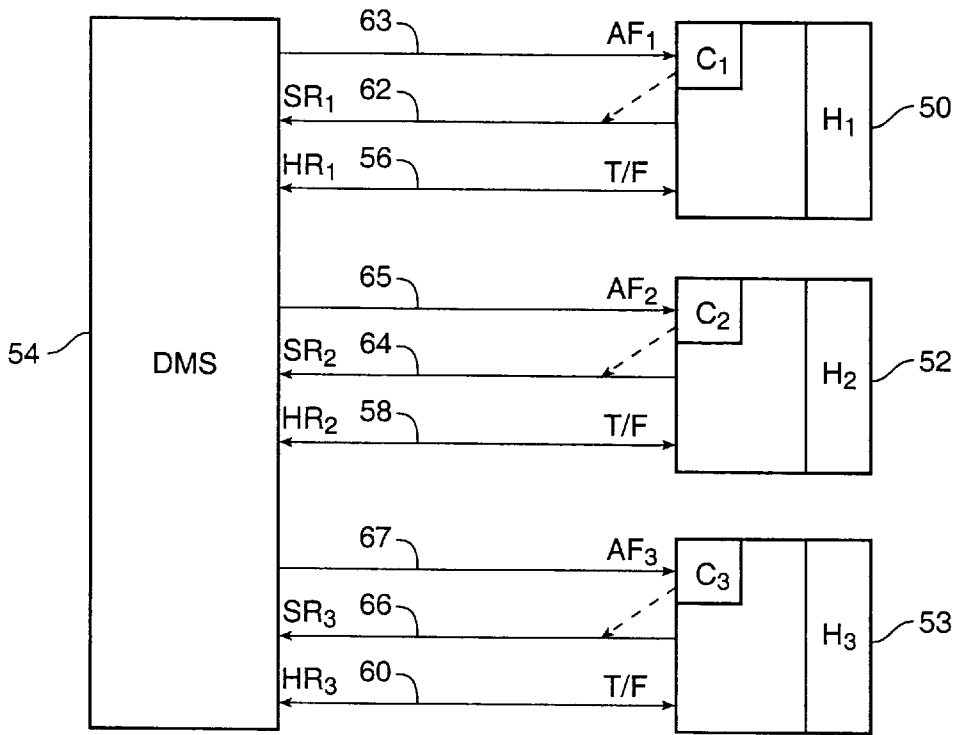 63 AF₁ C₁
SR₁ 62 H₁ 50
HR₁ 56 T/F
65 AF₂ C₂
54 DMS SR₂ 64 H₂ 52
HR₂ 58 T/F
67 AF₃ C₃
SR₃ 66 H₃ 53
HR₃ 60 T/F